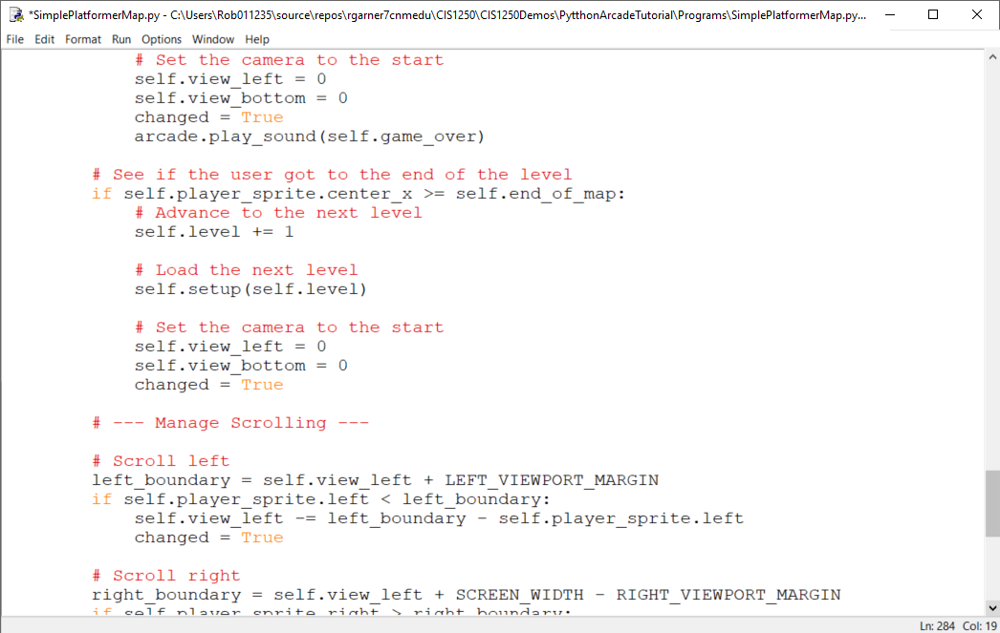 *SimplePlatformerMap.py - C:\Users\Rob011235\source\repos\rgarner7cnmedu\CIS1250\CIS1250Demos\PytthonArcadeTutorial\Programs\SimplePlatformerMap.py...
File Edit Format Run Options Window Help
# Set the camera to the start
self.view_left = 0
self.view_bottom = 0
changed = True
arcade.play_sound(self.game_over)
# See if the user got to the end of the level
if self.player_sprite.center_x >= self.end_of_map:
# Advance to the next level
self.level += 1
# Load the next level
self.setup(self.level)
# Set the camera to the start
self.view_left = 0
self.view_bottom = 0
changed = True
# --- Manage Scrolling ---
# Scroll left
left_boundary = self.view_left + LEFT_VIEWPORT_MARGIN
if self.player_sprite.left < left_boundary:
self.view_left -= left_boundary - self.player_sprite.left
changed = True
# Scroll right
right_boundary = self.view_left + SCREEN_WIDTH - RIGHT_VIEWPORT_MARGIN
if self.player_sprite.right > right_boundary:
Ln: 284 Col: 19